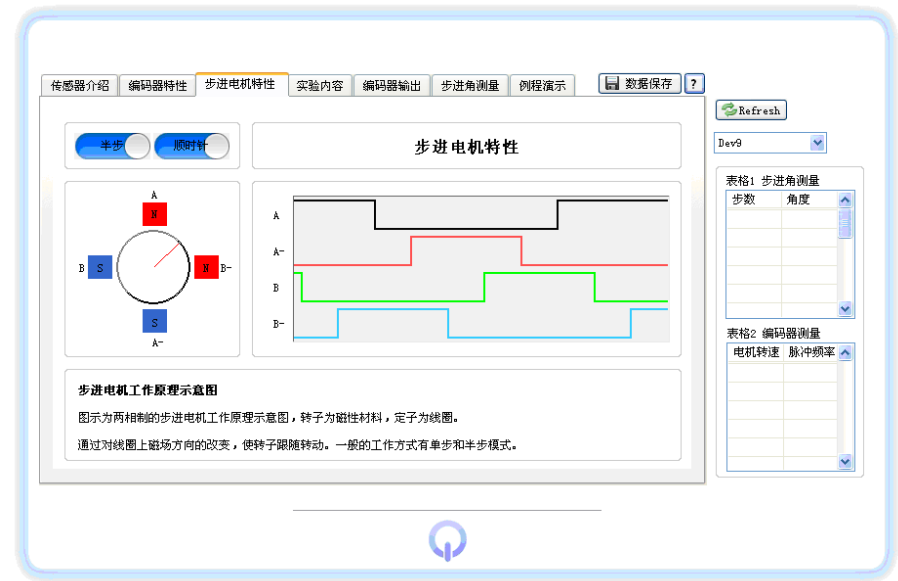 传感器介绍 编码器特性 步进电机特性 实验内容 编码器输出 步进角测量 例程演示 数据保存 ?
Refresh
Dev9
半步 顺时针
步进电机特性
A
N
B S N B-
S
A-
A
A-
B
B-
步进电机工作原理示意图
图示为两相制的步进电机工作原理示意图，转子为磁性材料，定子为线圈。
通过对线圈上磁场方向的改变，使转子跟随转动。一般的工作方式有单步和半步模式。
表格1 步进角测量
步数 角度
表格2 编码器测量
电机转速 脉冲频率